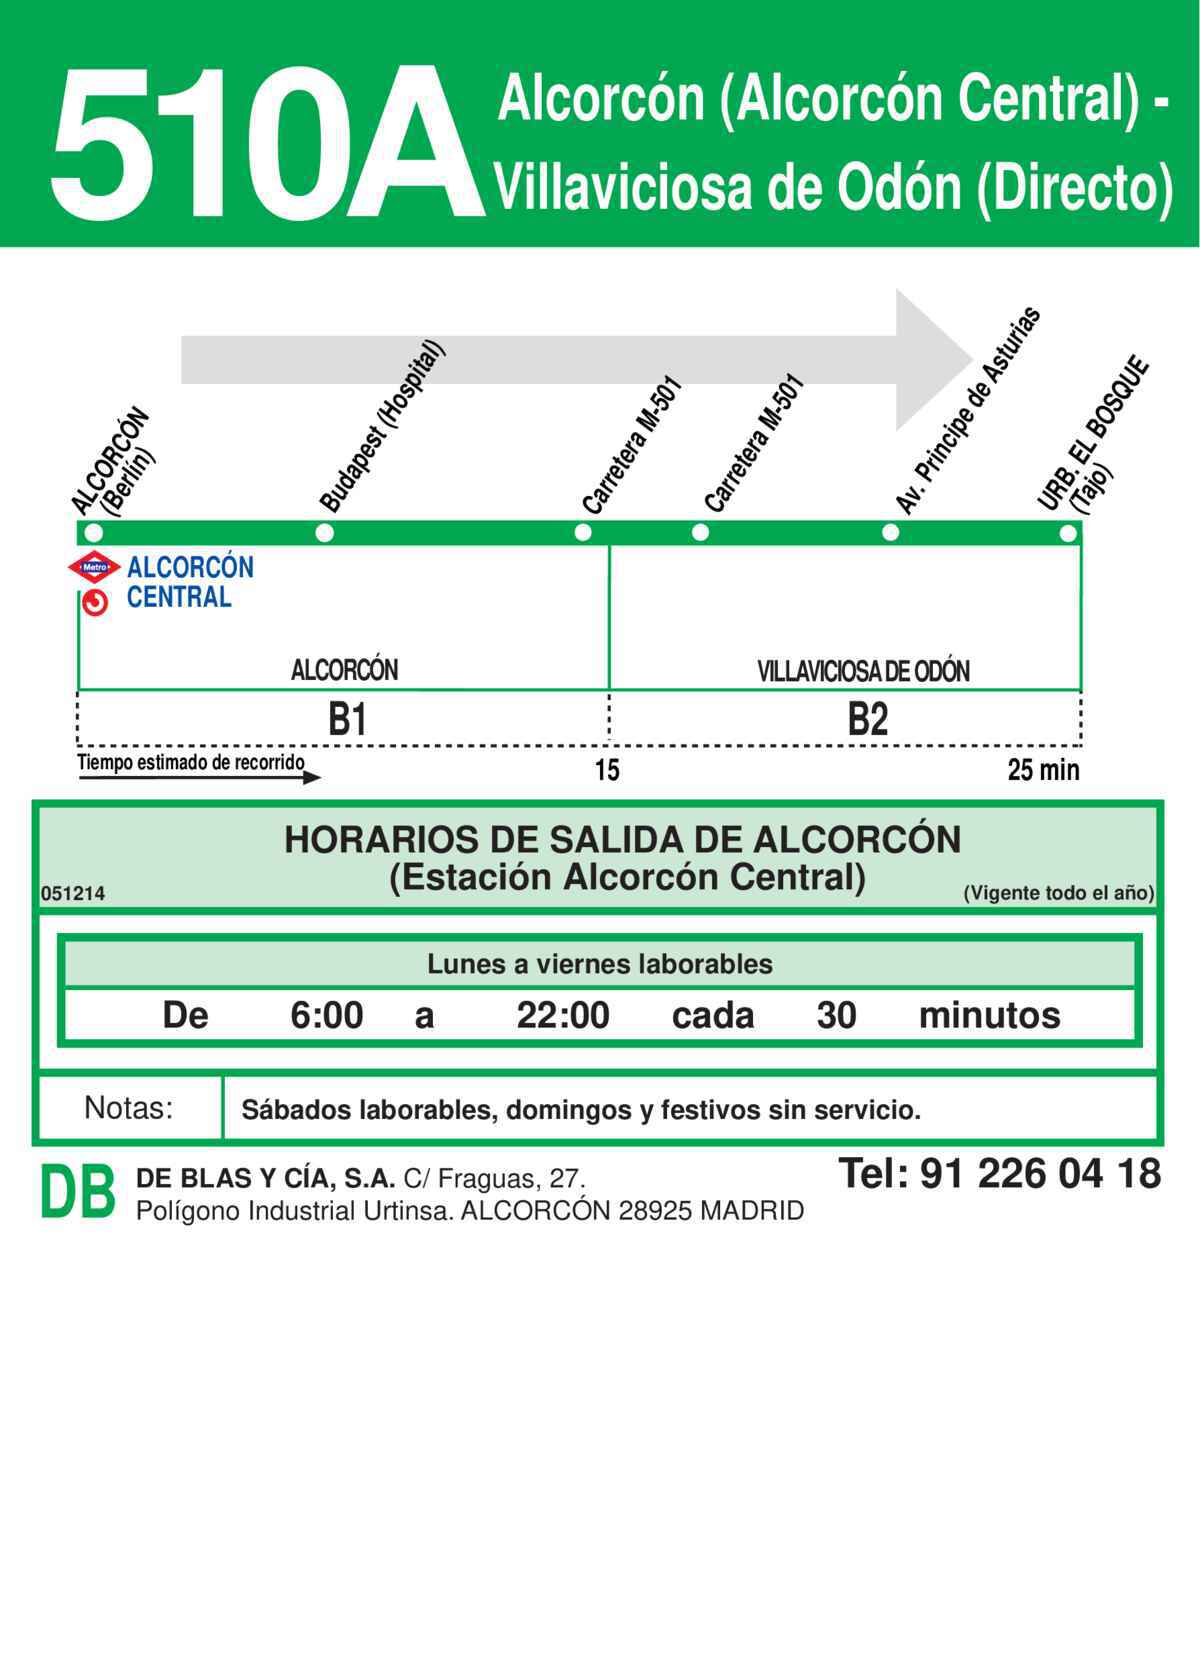 510A
Alcorcón (Alcorcón Central) -
Villaviciosa de Odón (Directo)
ALCORCÓN
(Berlín)
Budapest (Hospital)
Carretera M-501
Carretera M-501
Av. Principe de Asturias
URB. EL BOSQUE
(Tajo)
Metro
ALCORCÓN
CENTRAL
ALCORCÓN
VILLAVICIOSA DE ODÓN
B1
B2
Tiempo estimado de recorrido
15
25 min
HORARIOS DE SALIDA DE ALCORCÓN
(Estación Alcorcón Central)
051214
(Vigente todo el año)
Lunes a viernes laborables
De 6:00 a 22:00 cada 30 minutos
Notas:
Sábados laborables, domingos y festivos sin servicio.
DB
DE BLAS Y CÍA, S.A. C/ Fraguas, 27.
Polígono Industrial Urtinsa. ALCORCÓN 28925 MADRID
Tel: 91 226 04 18